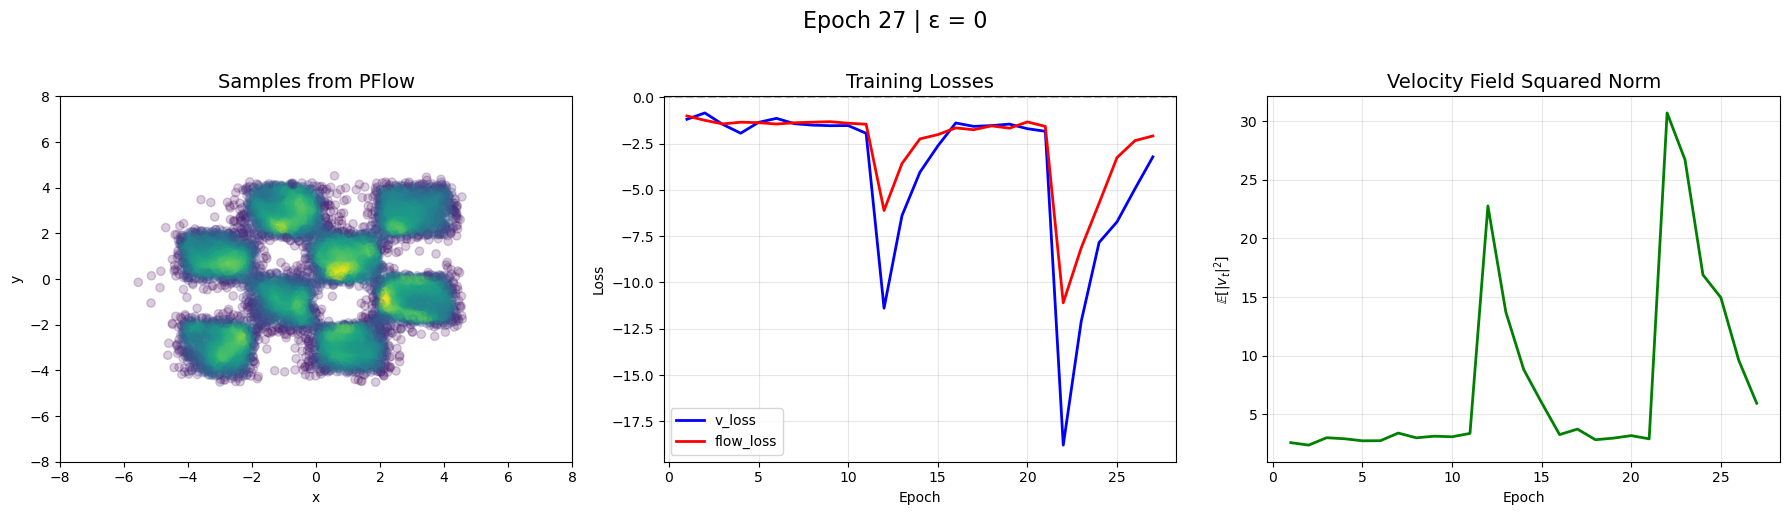 Epoch 27 | ε = 0
Samples from PFlow
8
6
4
2
0
−2
−4
−6
−8
y
−8 −6 −4 −2 0 2 4 6 8
x
Training Losses
0.0
−2.5
−5.0
−7.5
−10.0
−12.5
−15.0
−17.5
Loss
v_loss
flow_loss
0 5 10 15 20 25
Epoch
Velocity Field Squared Norm
30
25
20
15
10
5
𝔼[|v_t|²]
0 5 10 15 20 25
Epoch